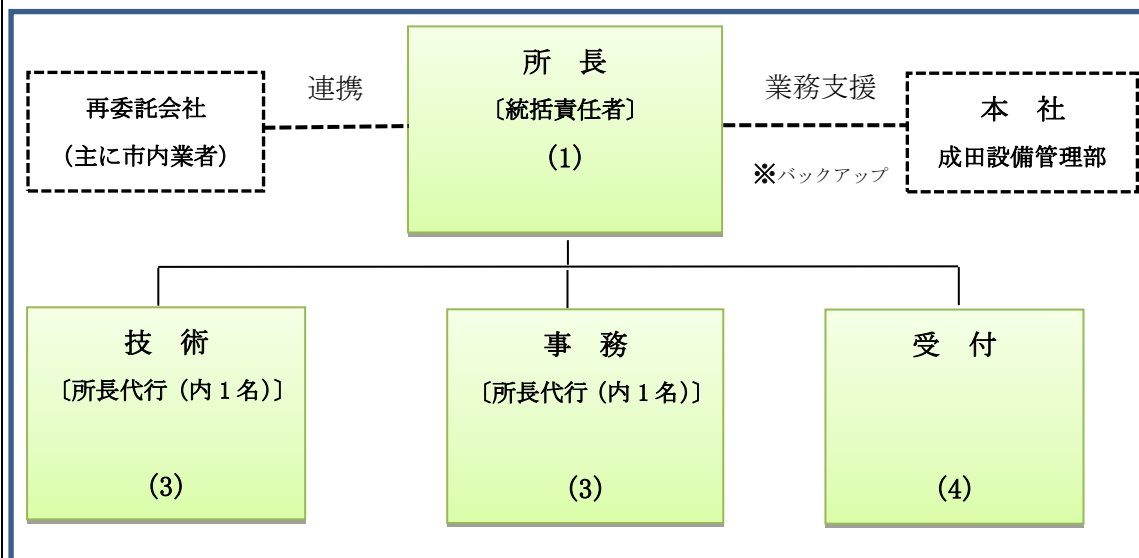 所　長
〔統括責任者〕
(1)
再委託会社
(主に市内業者)
連携
業務支援
※バックアップ
本　社
成田設備管理部
技　術
〔所長代行（内１名）〕
(3)
事　務
〔所長代行（内１名）〕
(3)
受　付
(4)